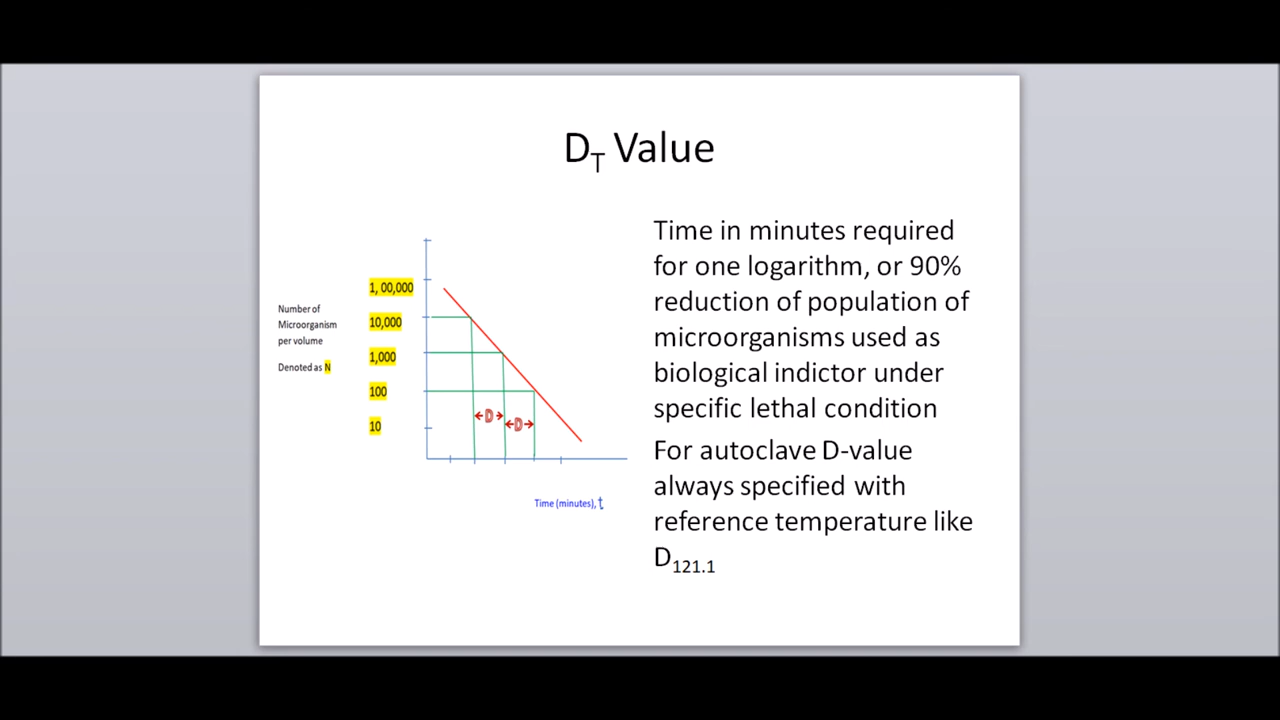 D_T Value
Number of
Microorganism
per volume
Denoted as N
1, 00,000
10,000
1,000
100
10
D
D
Time (minutes), t
Time in minutes required
for one logarithm, or 90%
reduction of population of
microorganisms used as
biological indictor under
specific lethal condition
For autoclave D-value
always specified with
reference temperature like
D_121.1